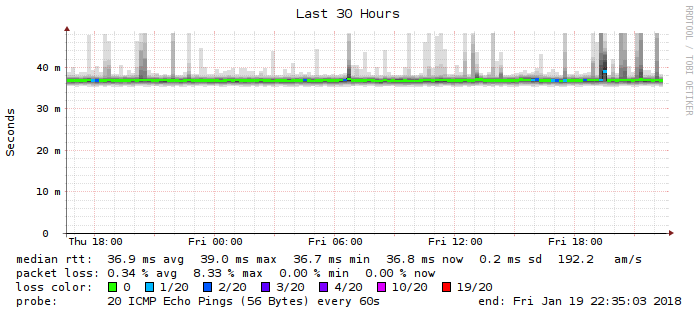 Last 30 Hours
RRDTOOL / TOBI OETIKER
Seconds
40 m
30 m
20 m
10 m
0
Thu 18:00 Fri 00:00 Fri 06:00 Fri 12:00 Fri 18:00
median rtt: 36.9 ms avg 39.0 ms max 36.7 ms min 36.8 ms now 0.2 ms sd 192.2 am/s
packet loss: 0.34 % avg 8.33 % max 0.00 % min 0.00 % now
loss color: 0 1/20 2/20 3/20 4/20 10/20 19/20
probe: 20 ICMP Echo Pings (56 Bytes) every 60s end: Fri Jan 19 22:35:03 2018